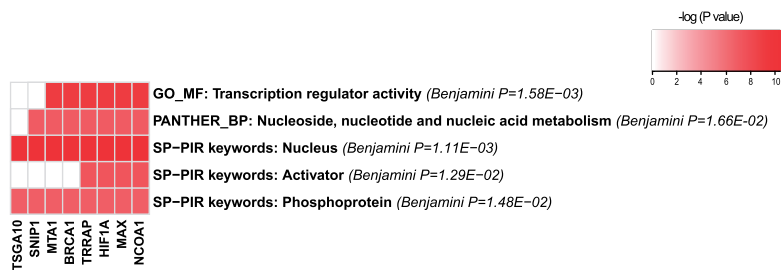 -log (P value)
0 2 4 6 8 10
GO_MF: Transcription regulator activity (Benjamini P=1.58E−03)
PANTHER_BP: Nucleoside, nucleotide and nucleic acid metabolism (Benjamini P=1.66E-02)
SP−PIR keywords: Nucleus (Benjamini P=1.11E−03)
SP−PIR keywords: Activator (Benjamini P=1.29E−02)
SP−PIR keywords: Phosphoprotein (Benjamini P=1.48E−02)
TSGA10
SNIP1
MTA1
BRCA1
TRRAP
HIF1A
MAX
NCOA1